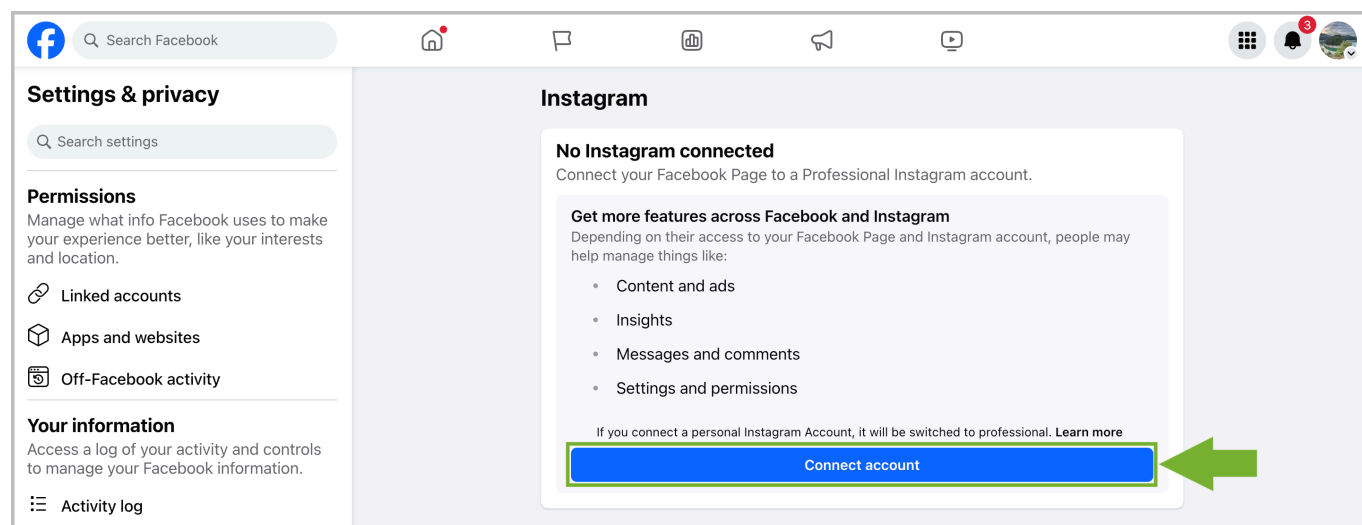 Search Facebook
3
Settings & privacy
Search settings
Permissions
Manage what info Facebook uses to make
your experience better, like your interests
and location.
Linked accounts
Apps and websites
Off-Facebook activity
Your information
Access a log of your activity and controls
to manage your Facebook information.
Activity log
Instagram
No Instagram connected
Connect your Facebook Page to a Professional Instagram account.
Get more features across Facebook and Instagram
Depending on their access to your Facebook Page and Instagram account, people may
help manage things like:
• Content and ads
• Insights
• Messages and comments
• Settings and permissions
If you connect a personal Instagram Account, it will be switched to professional. Learn more
Connect account